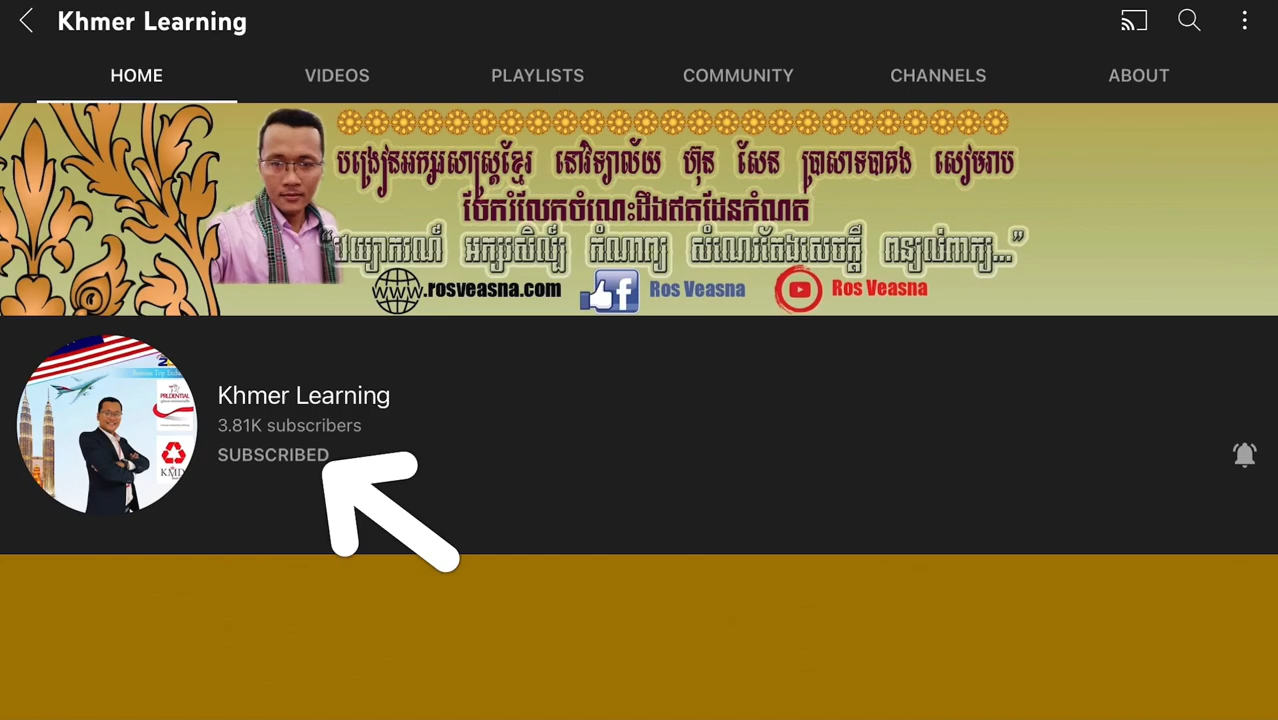 Khmer Learning
HOME VIDEOS PLAYLISTS COMMUNITY CHANNELS ABOUT
បង្រៀនអក្សរសាស្ត្រខ្មែរ នៅវិទ្យាល័យ ហ៊ុន សែន ប្រាសាទបាគង សៀមរាប
ចែករំលែកចំណេះដឹងឥតដែនកំណត់
“វេយ្យាករណ៍ អក្សរសិល្ប៍ កំណាព្យ សំណេរតែងសេចក្ដី ពន្យល់ពាក្យ...”
www.rosveasna.com Ros Veasna Ros Veasna
PRUDENTIAL
Khmer Learning
3.81K subscribers
SUBSCRIBED